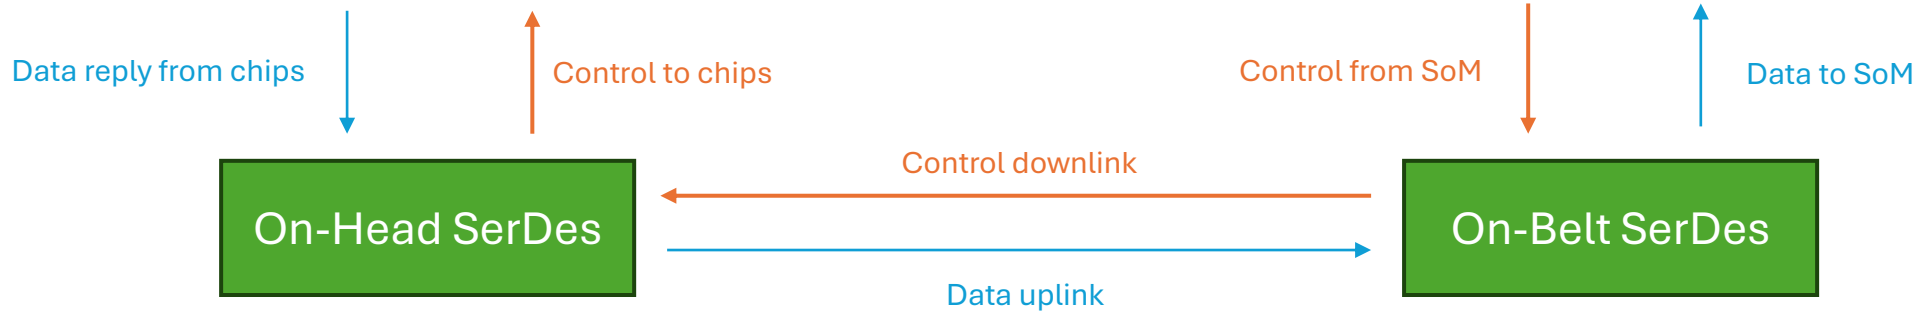 Data reply from chips
Control to chips
Control from SoM
Data to SoM
Control downlink
On-Head SerDes
On-Belt SerDes
Data uplink